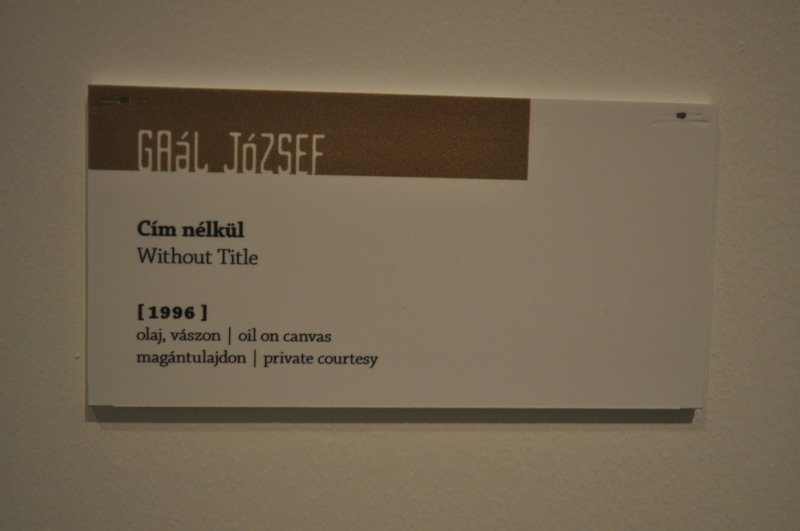 GAál JózSEF
Cím nélkül
Without Title
[ 1996 ]
olaj, vászon | oil on canvas
magántulajdon | private courtesy